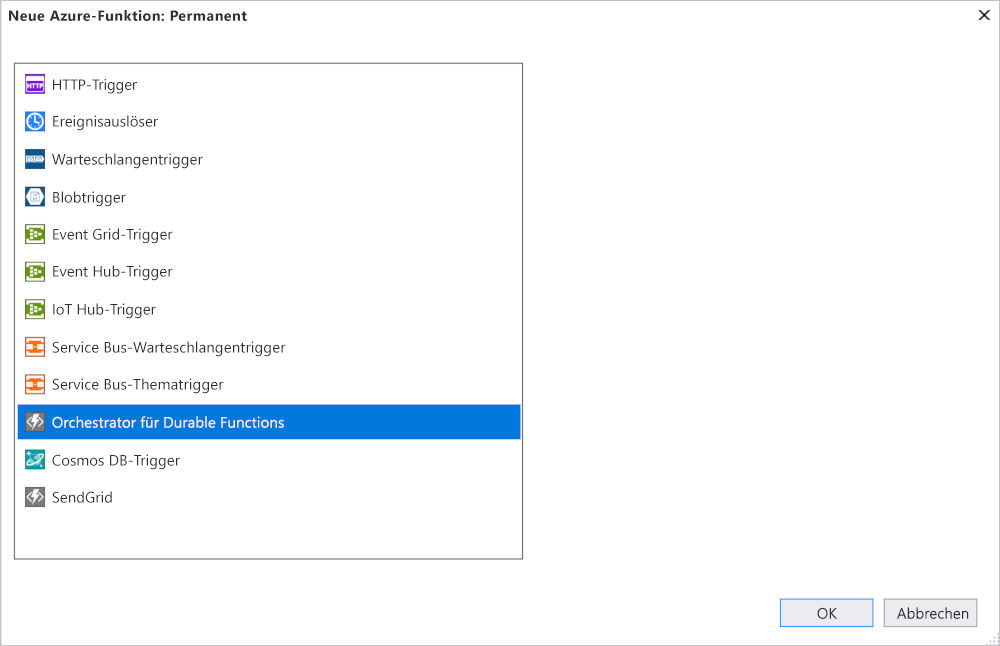 Neue Azure-Funktion: Permanent
HTTP-Trigger
Ereignisauslöser
Warteschlangentrigger
Blobtrigger
Event Grid-Trigger
Event Hub-Trigger
IoT Hub-Trigger
Service Bus-Warteschlangentrigger
Service Bus-Thematrigger
Orchestrator für Durable Functions
Cosmos DB-Trigger
SendGrid
OK Abbrechen